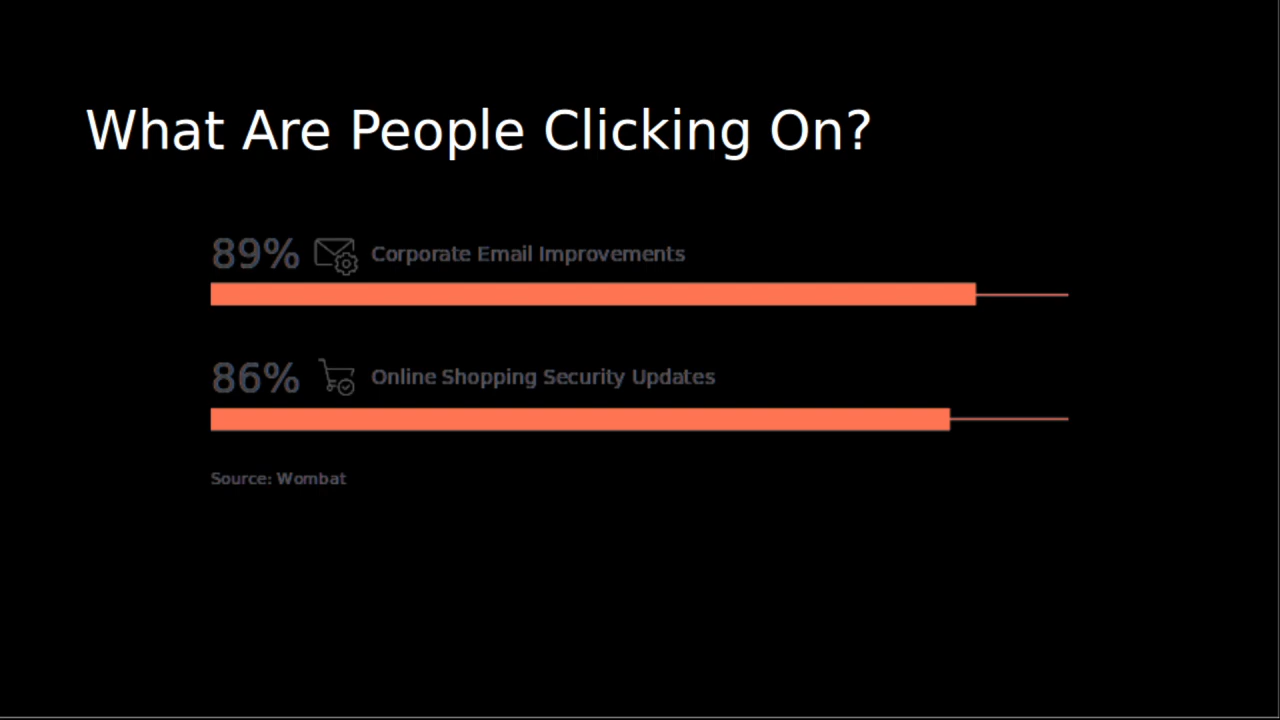 What Are People Clicking On?
89% Corporate Email Improvements
86% Online Shopping Security Updates
Source: Wombat